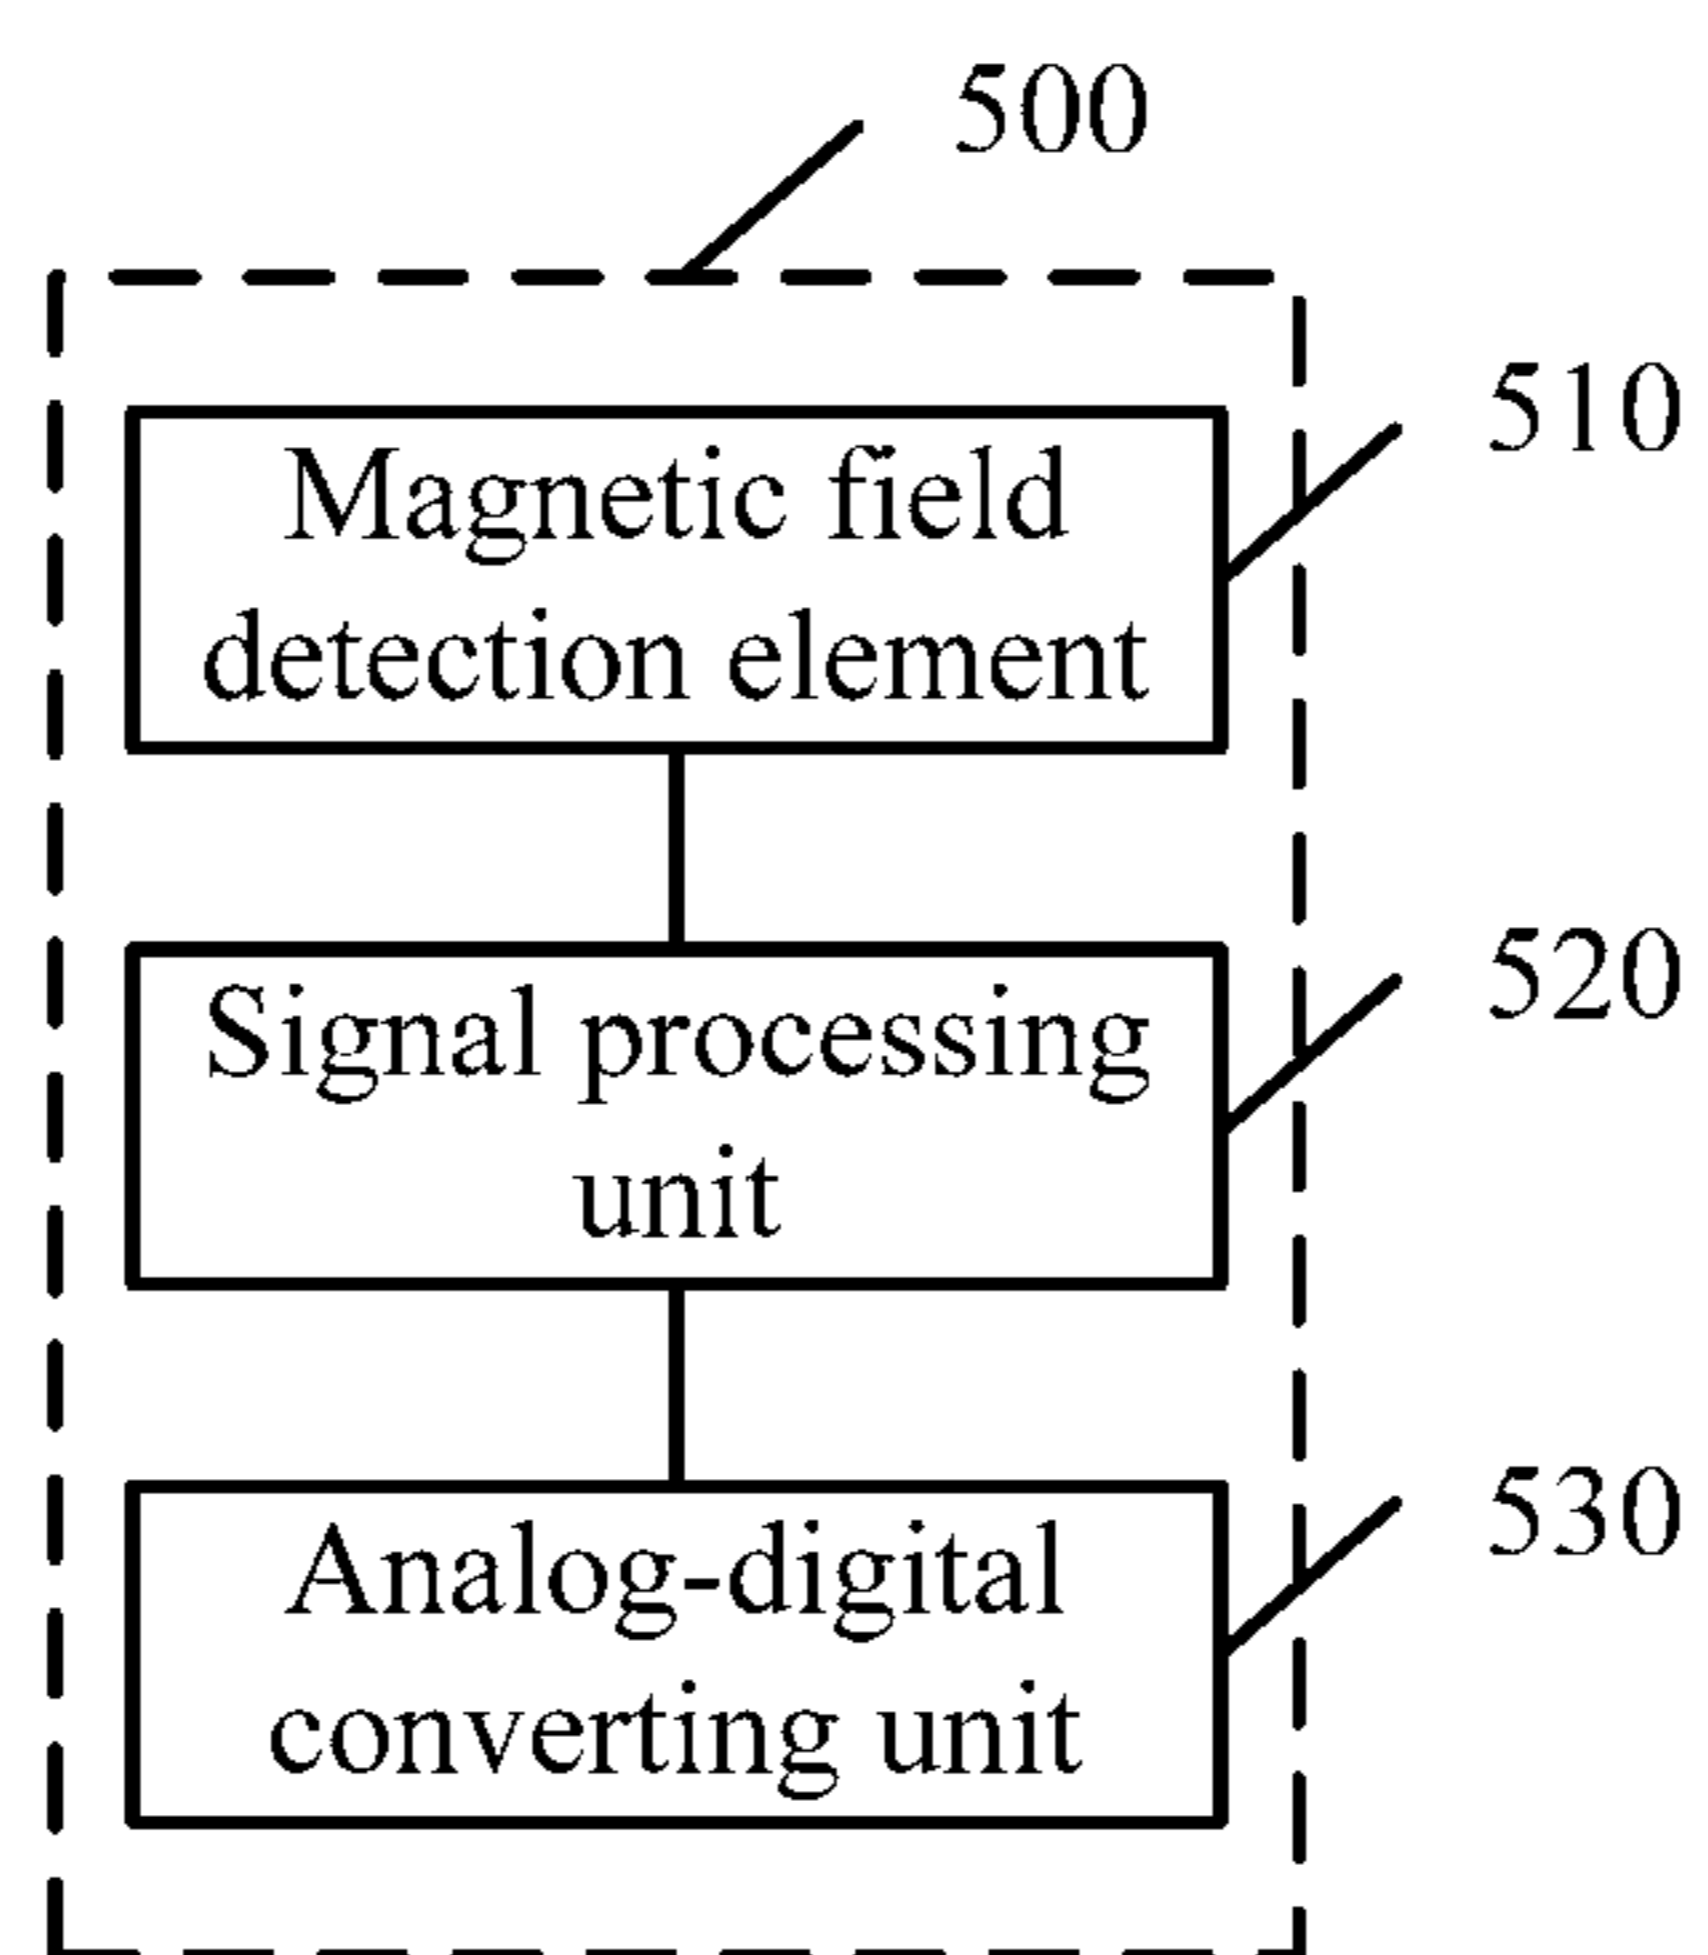 500
510
Magnetic field
detection element
520
Signal processing
unit
530
Analog-digital
converting unit